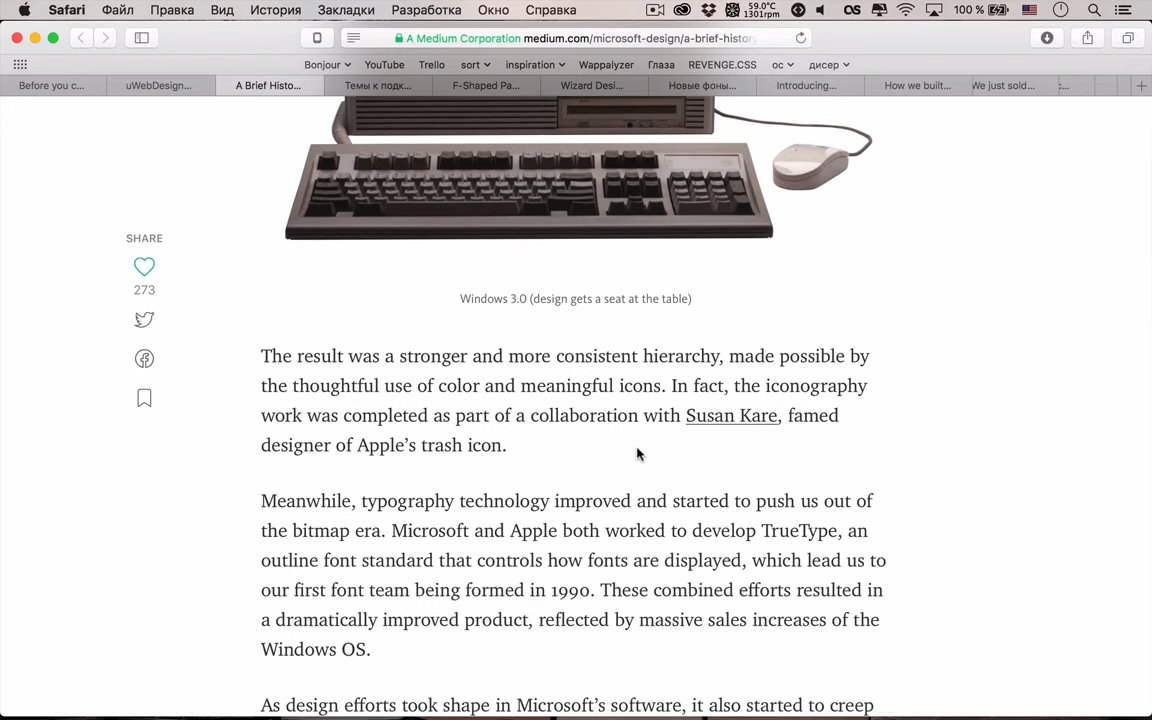 Safari Файл Правка Вид История Закладки Разработка Окно Справка 59.0°C 1301rpm 100 %
A Medium Corporation medium.com/microsoft-design/a-brief-history
Bonjour YouTube Trello sort inspiration Wappalyzer Глаза REVENGE.CSS ос дисер
Before you c... uWebDesign... A Brief Histo... Темы к подк... F-Shaped Pa... Wizard Desi... Новые фоны... Introducing... How we built... We just sold...
SHARE
273
Windows 3.0 (design gets a seat at the table)
The result was a stronger and more consistent hierarchy, made possible by
the thoughtful use of color and meaningful icons. In fact, the iconography
work was completed as part of a collaboration with Susan Kare, famed
designer of Apple’s trash icon.
Meanwhile, typography technology improved and started to push us out of
the bitmap era. Microsoft and Apple both worked to develop TrueType, an
outline font standard that controls how fonts are displayed, which lead us to
our first font team being formed in 1990. These combined efforts resulted in
a dramatically improved product, reflected by massive sales increases of the
Windows OS.
As design efforts took shape in Microsoft’s software, it also started to creep